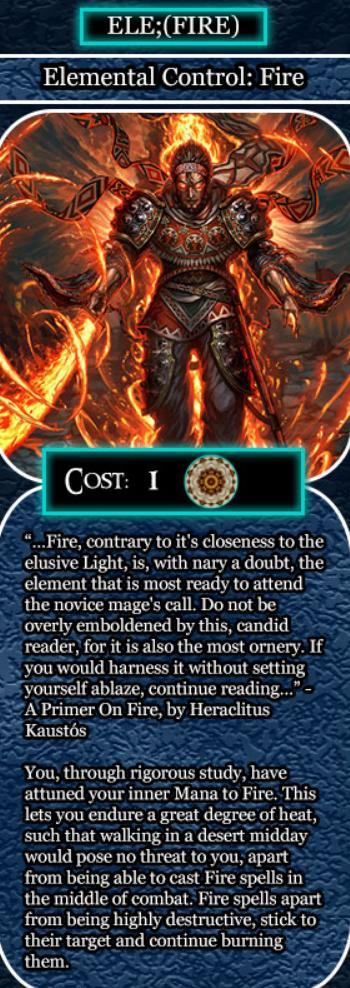 ELE;(FIRE)
Elemental Control: Fire
Cost: 1
“...Fire, contrary to it's closeness to the
elusive Light, is, with nary a doubt, the
element that is most ready to attend
the novice mage's call. Do not be
overly emboldened by this, candid
reader, for it is also the most ornery. If
you would harness it without setting
yourself ablaze, continue reading...” -
A Primer On Fire, by Heraclitus
Kaustós
You, through rigorous study, have
attuned your inner Mana to Fire. This
lets you endure a great degree of heat,
such that walking in a desert midday
would pose no threat to you, apart
from being able to cast Fire spells in
the middle of combat. Fire spells apart
from being highly destructive, stick to
their target and continue burning
them.